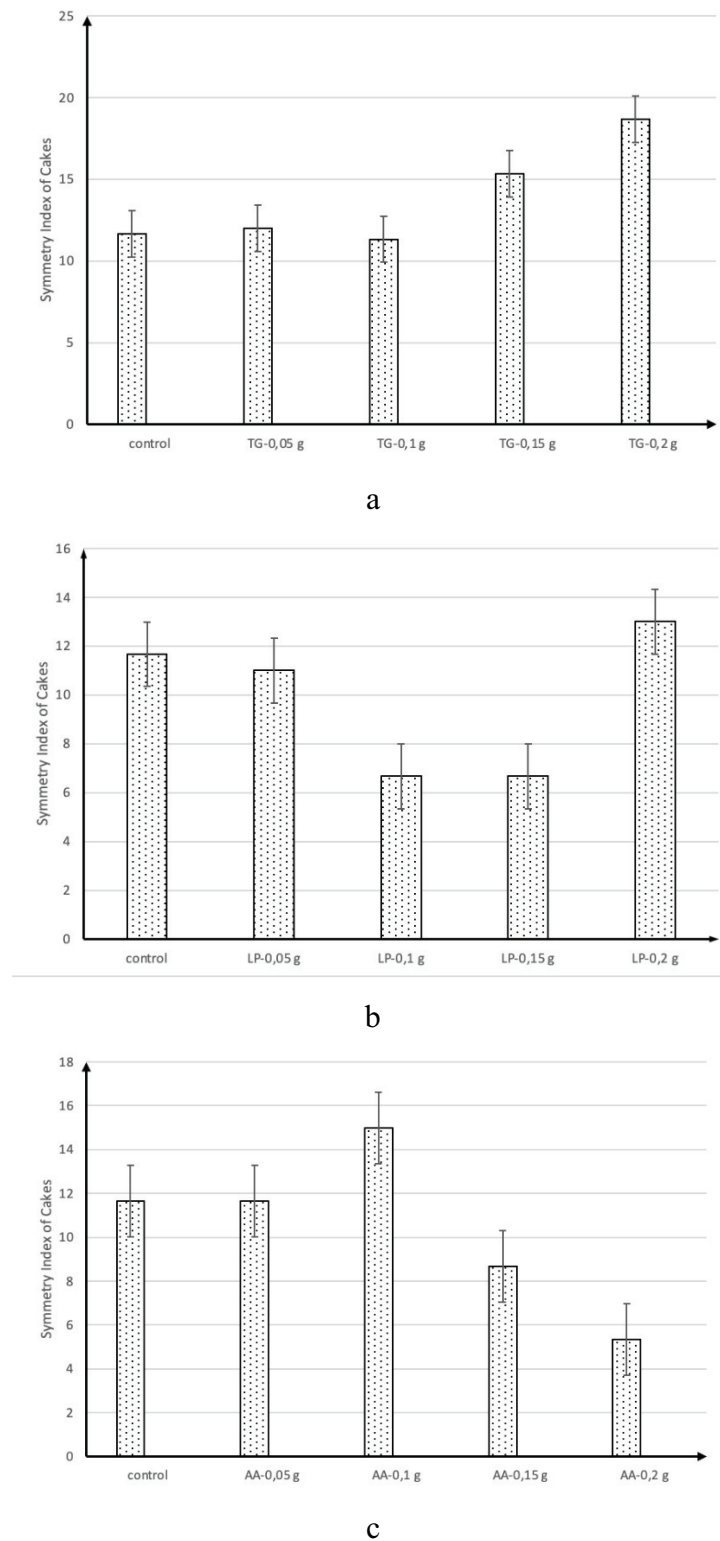 25
20
15
10
5
0
Symmetry Index of Cakes
control TG-0,05 g TG-0,1 g TG-0,15 g TG-0,2 g
a
16
14
12
10
8
6
4
2
0
Symmetry Index of Cakes
control LP-0,05 g LP-0,1 g LP-0,15 g LP-0,2 g
b
18
16
14
12
10
8
6
4
2
0
Symmetry Index of Cakes
control AA-0,05 g AA-0,1 g AA-0,15 g AA-0,2 g
c